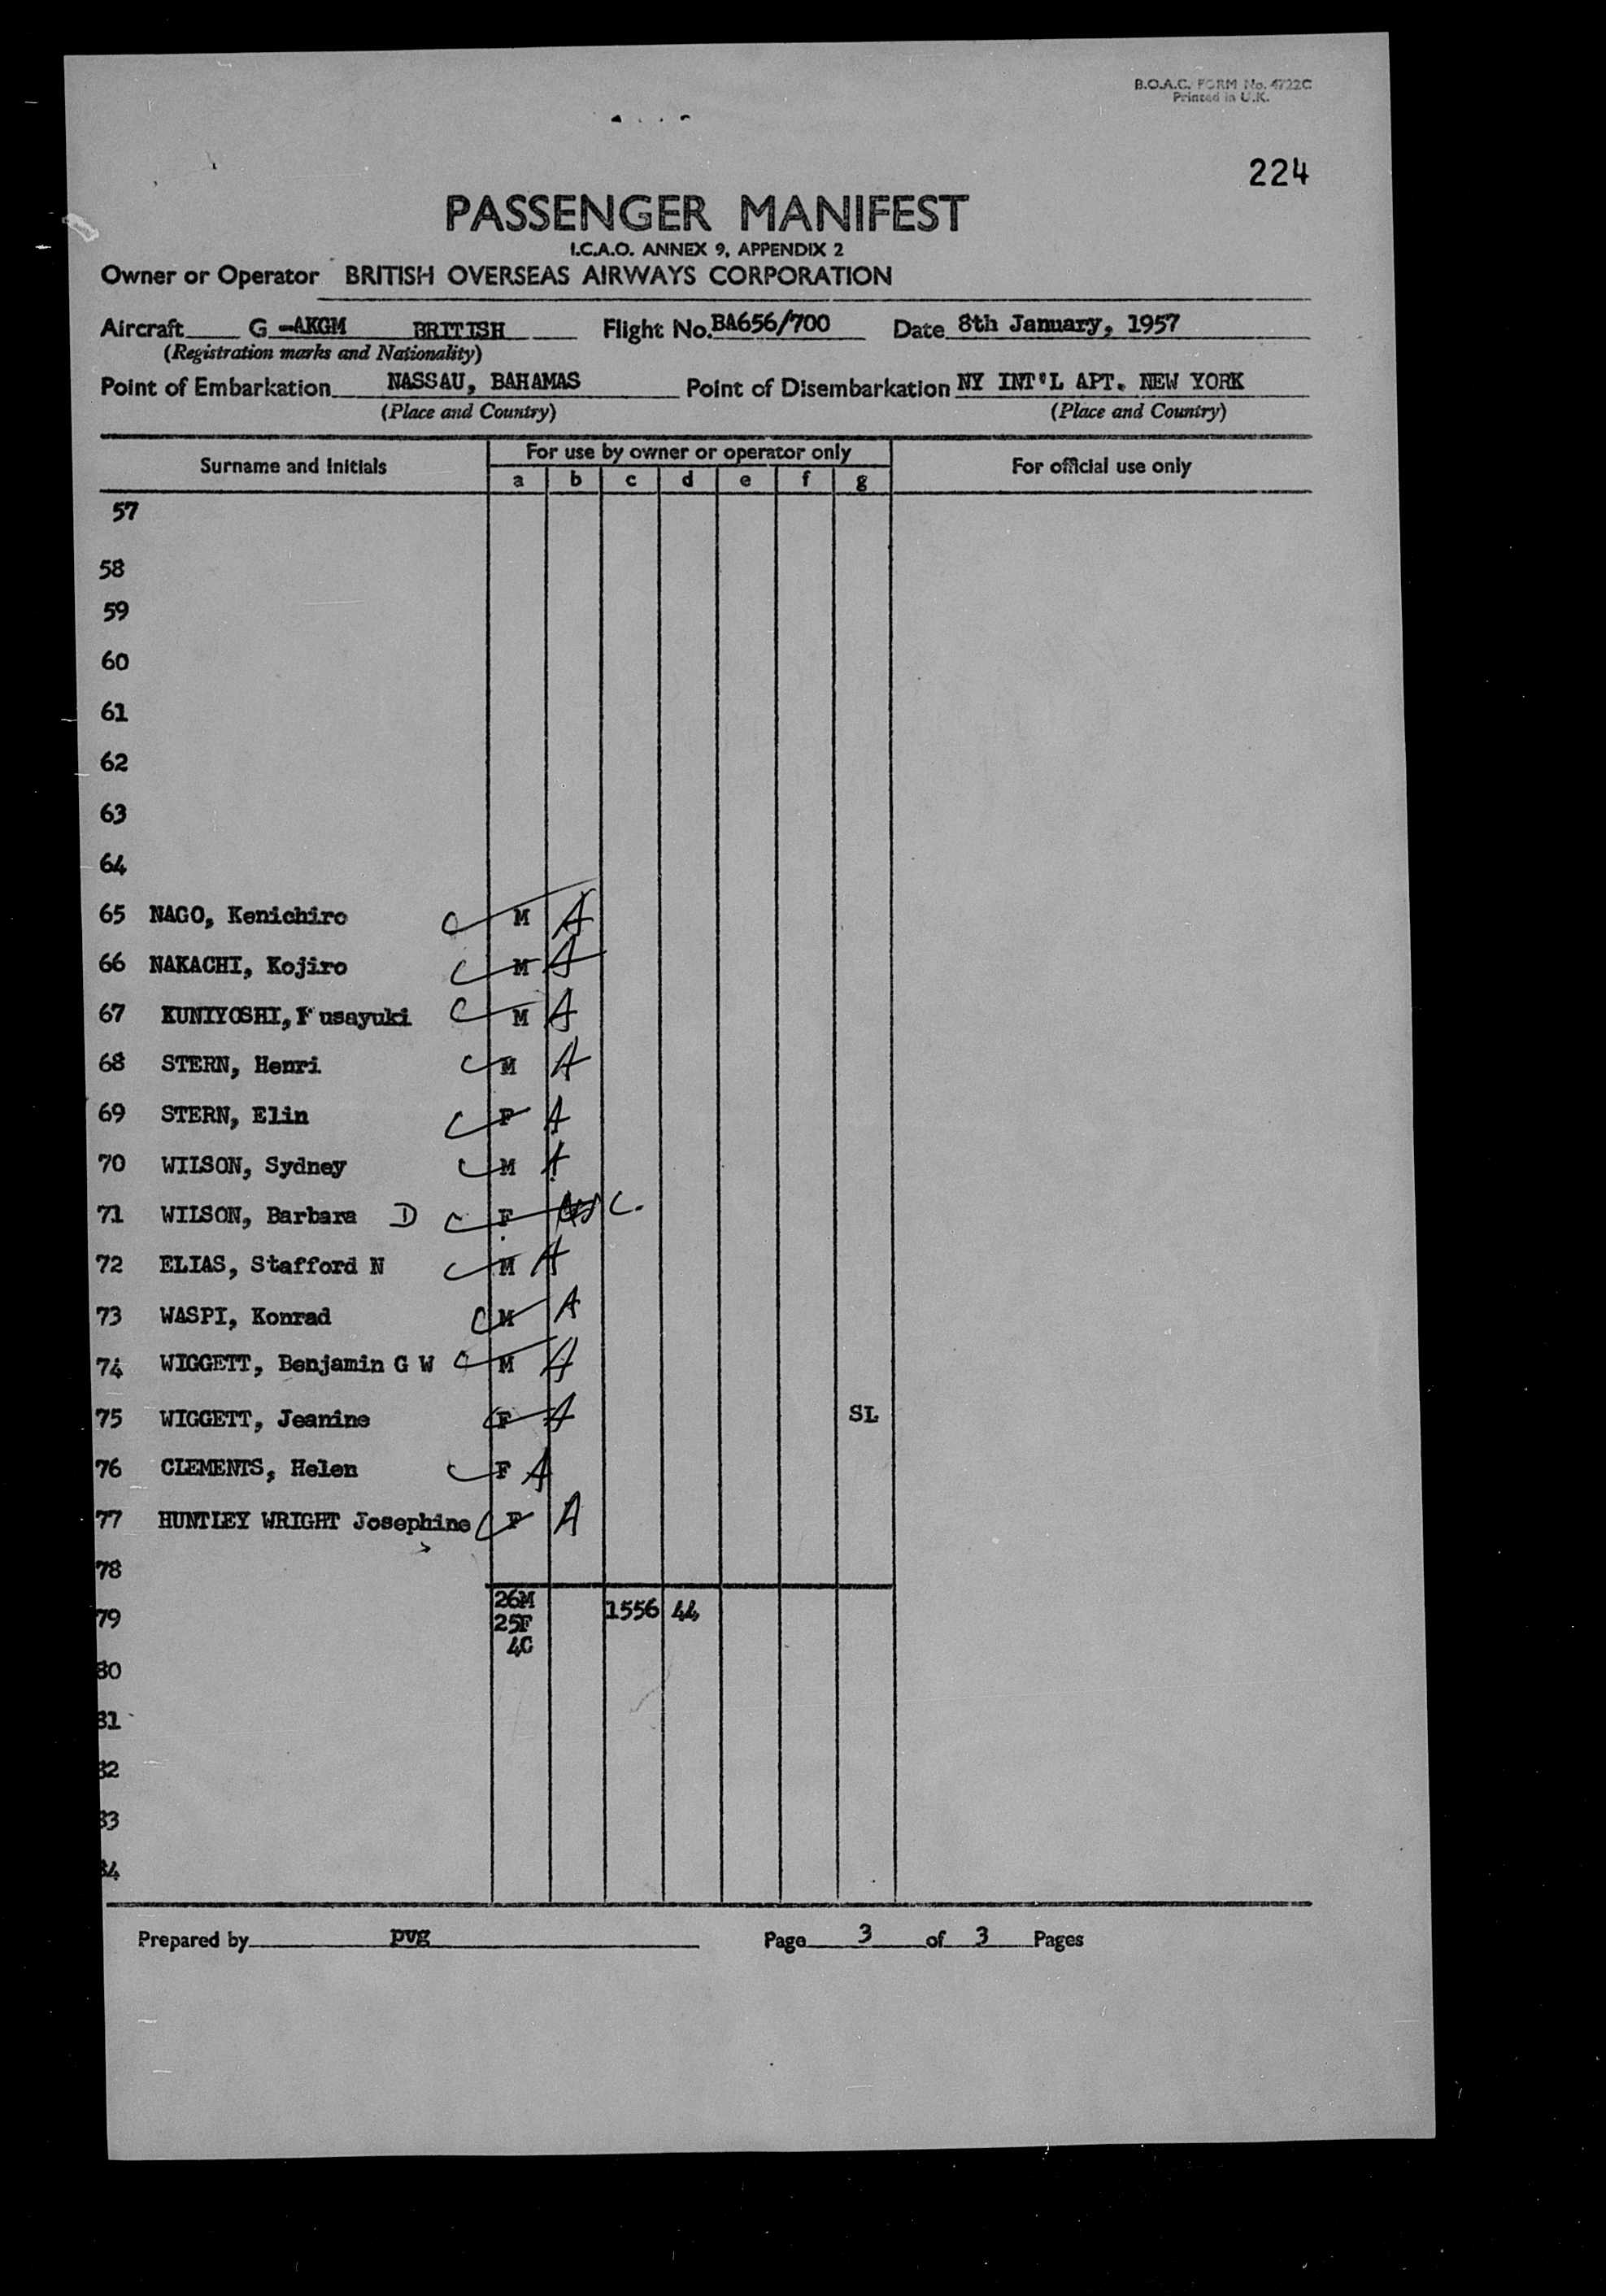 B.O.A.C. FORM No. 4722C
Printed in U.K.
224
PASSENGER MANIFEST
I.C.A.O. ANNEX 9, APPENDIX 2
Owner or Operator BRITISH OVERSEAS AIRWAYS CORPORATION
Aircraft G -AKGM BRITISH Flight No. BA656/700 Date 8th January, 1957
(Registration marks and Nationality)
Point of Embarkation NASSAU, BAHAMAS Point of Disembarkation NY INT'L APT. NEW YORK
(Place and Country) (Place and Country)
Surname and Initials For use by owner or operator only For official use only
a b c d e f g
57
58
59
60
61
62
63
64
65 NAGO, Kenichiro C M A
66 NAKACHI, Kojiro C M A
67 KUNIYOSHI, F usayuki C M A
68 STERN, Henri C M A
69 STERN, Elin C F A
70 WILSON, Sydney C M A
71 WILSON, Barbara D C F C.
72 ELIAS, Stafford N C M A
73 WASPI, Konrad C M A
74 WIGGETT, Benjamin G W C M A
75 WIGGETT, Jeanine C F A SL
76 CLEMENTS, Helen C F A
77 HUNTLEY WRIGHT Josephine C F A
78
26M
79 25F 1556 44
4C
80
81
82
83
84
Prepared by pvg Page 3 of 3 Pages